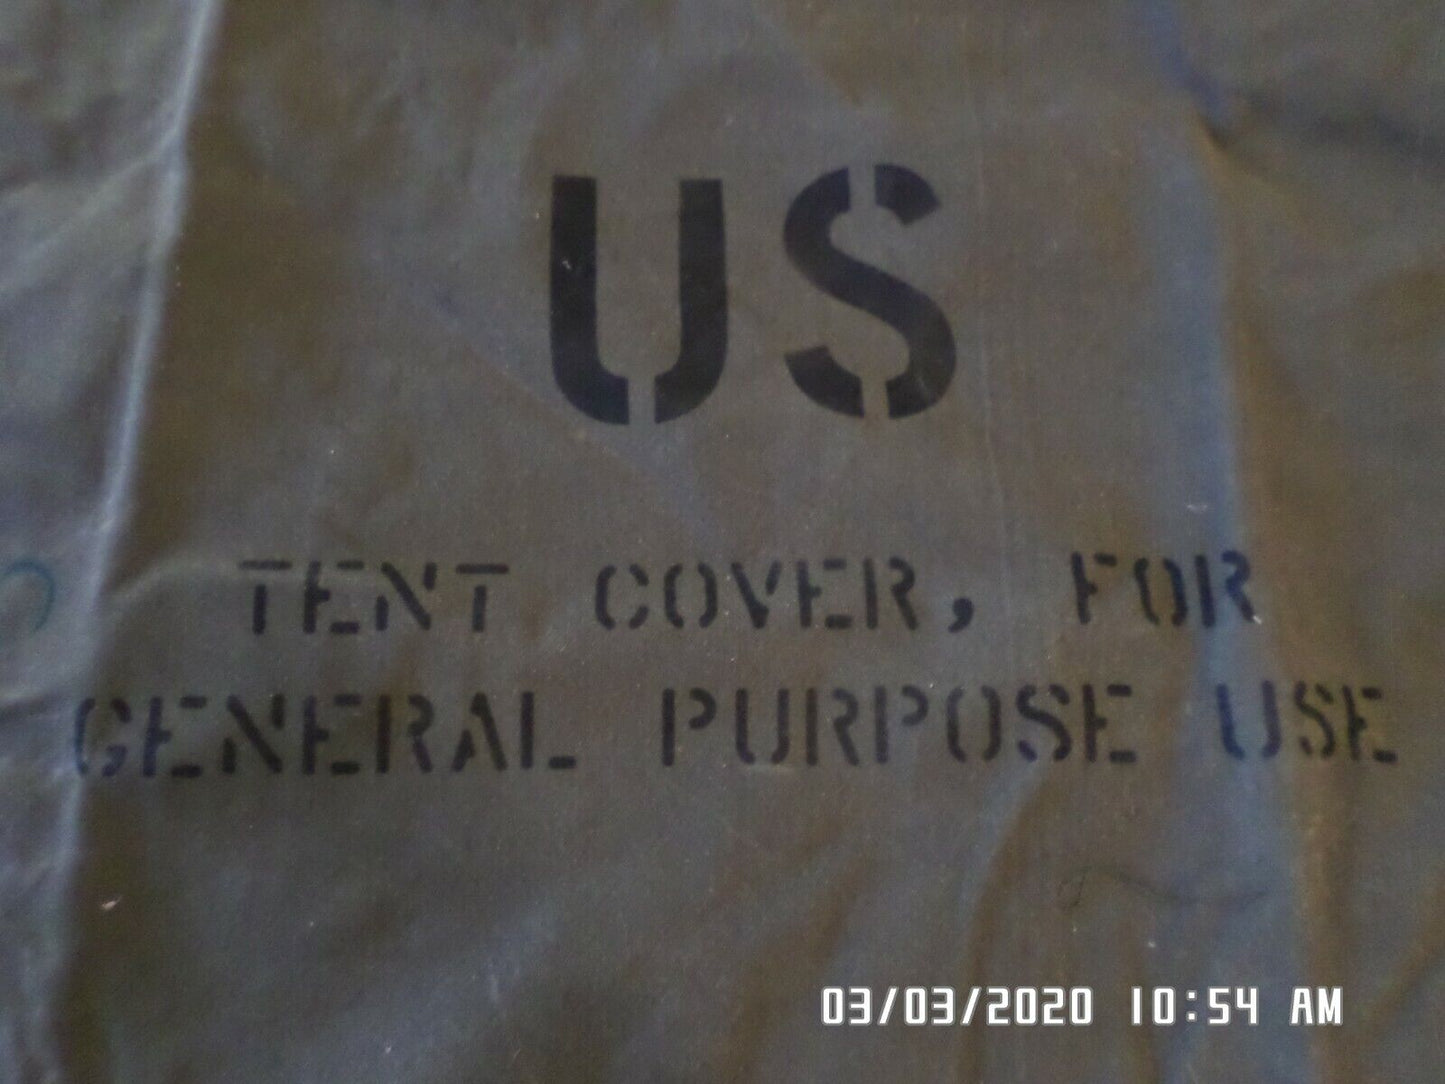 US
TENT COVER, FOR
GENERAL PURPOSE USE
03/03/2020 10:54 AM